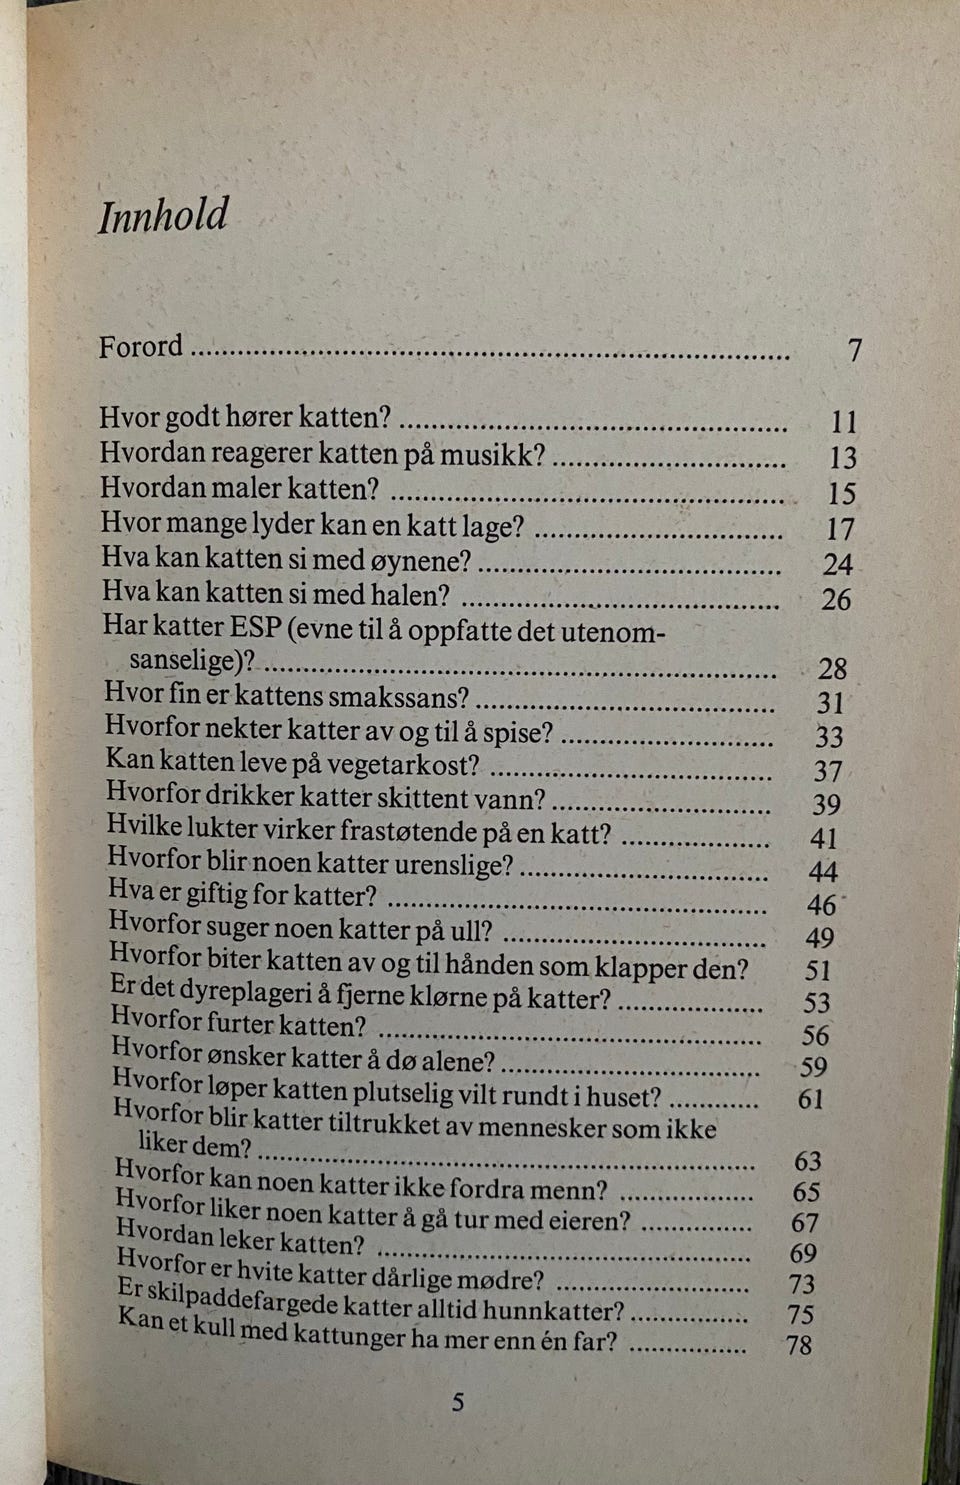 Innhold
Forord ........................................ 7
Hvor godt hører katten? ........................................ 11
Hvordan reagerer katten på musikk? ........................................ 13
Hvordan maler katten? ........................................ 15
Hvor mange lyder kan en katt lage? ........................................ 17
Hva kan katten si med øynene? ........................................ 24
Hva kan katten si med halen? ........................................ 26
Har katter ESP (evne til å oppfatte det utenom-
sanselige)? ........................................ 28
Hvor fin er kattens smakssans? ........................................ 31
Hvorfor nekter katter av og til å spise? ........................................ 33
Kan katten leve på vegetarkost? ........................................ 37
Hvorfor drikker katter skittent vann? ........................................ 39
Hvilke lukter virker frastøtende på en katt? .................... 41
Hvorfor blir noen katter urenslige? ........................................ 44
Hva er giftig for katter? ........................................ 46
Hvorfor suger noen katter på ull? ........................................ 49
Hvorfor biter katten av og til hånden som klapper den? 51
Er det dyreplageri å fjerne klørne på katter? .................... 53
Hvorfor furter katten? ........................................ 56
Hvorfor ønsker katter å dø alene? ........................................ 59
Hvorfor løper katten plutselig vilt rundt i huset? ............ 61
Hvorfor blir katter tiltrukket av mennesker som ikke
liker dem? ........................................ 63
Hvorfor kan noen katter ikke fordra menn? .................. 65
Hvorfor liker noen katter å gå tur med eieren? ............... 67
Hvordan leker katten? ........................................ 69
Hvorfor er hvite katter dårlige mødre? ........................... 73
Er skilpaddefargede katter alltid hunnkatter? ................ 75
Kan et kull med kattunger ha mer enn én far? ................ 78
5